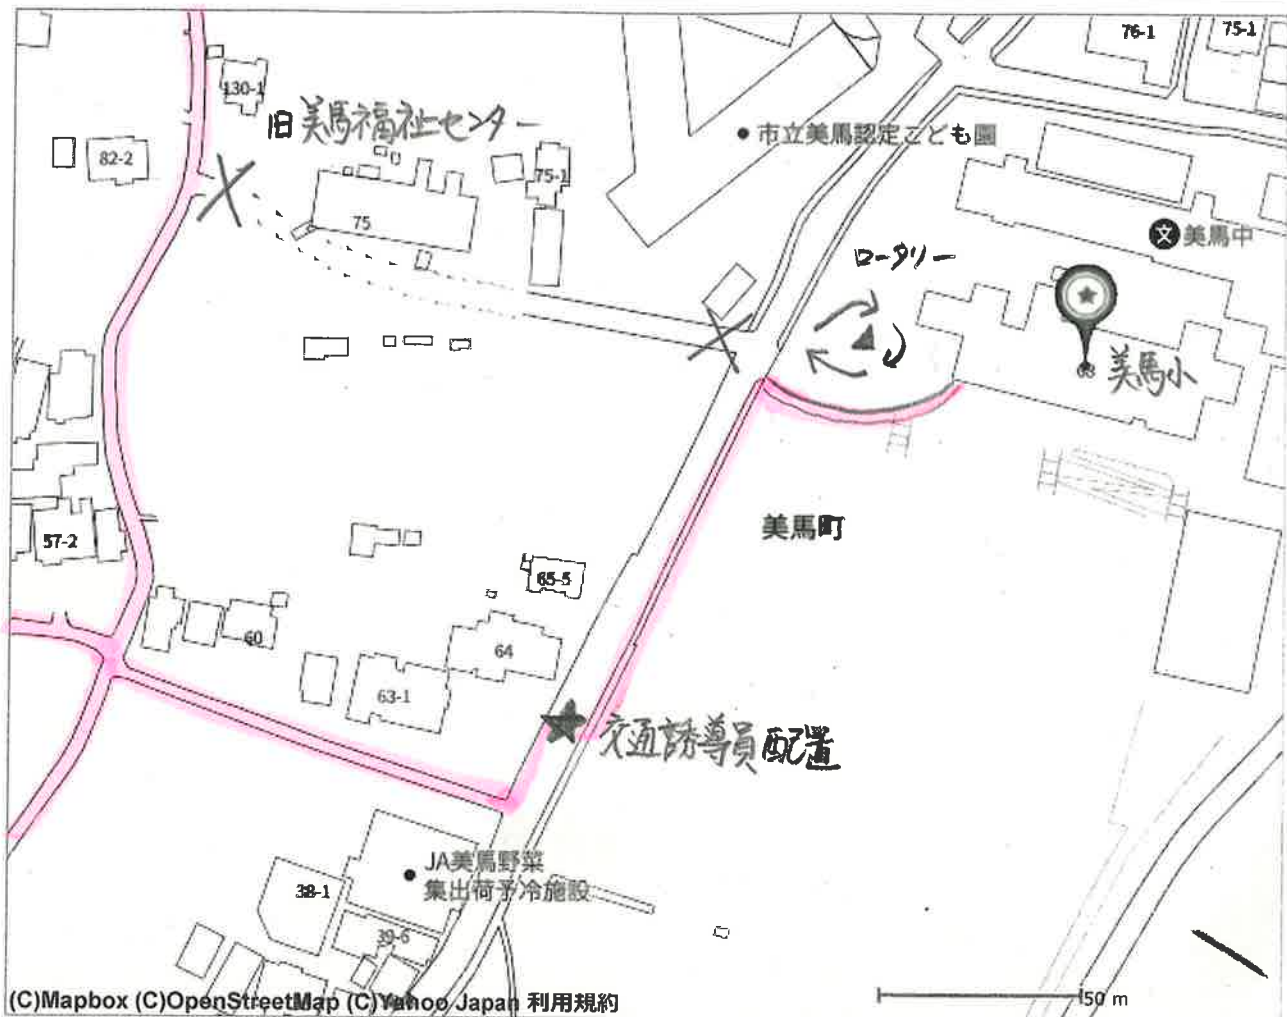 76-1
75-1
130-1
旧美馬福祉センター
市立美馬認定こども園
82-2
75-1
75
文 美馬中
ロータリー
68 美馬小
美馬町
57-2
65-5
60
64
63-1
交通誘導員配置
JA美馬野菜
集出荷予冷施設
38-1
39-6
(C)Mapbox (C)OpenStreetMap (C)Yahoo Japan 利用規約
50 m